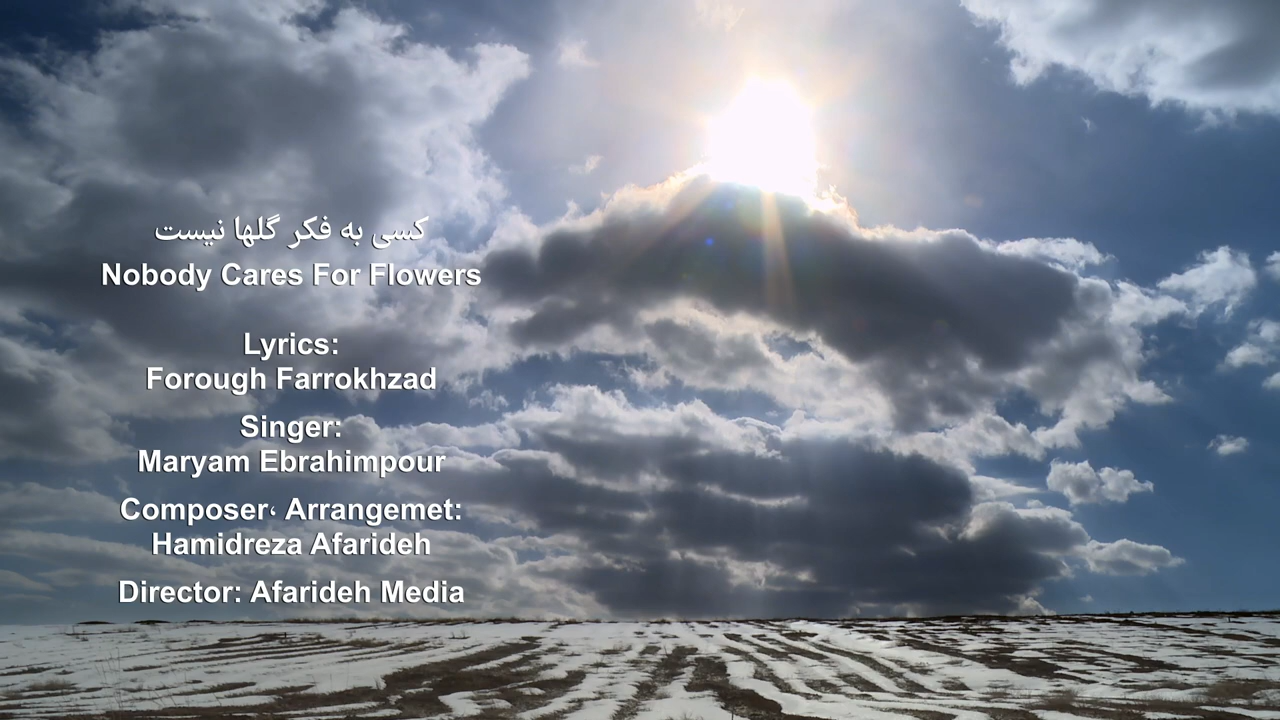 کسی به فکر گلها نیست
Nobody Cares For Flowers
Lyrics:
Forough Farrokhzad
Singer:
Maryam Ebrahimpour
Composer، Arrangemet:
Hamidreza Afarideh
Director: Afarideh Media